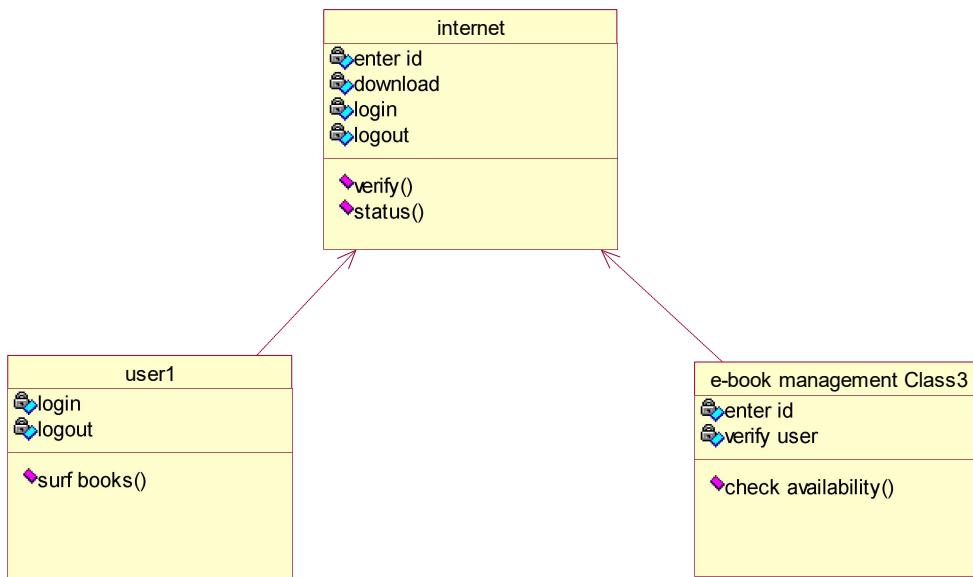 internet
enter id
download
login
logout
verify()
status()
user1
login
logout
surf books()
e-book management Class3
enter id
verify user
check availability()